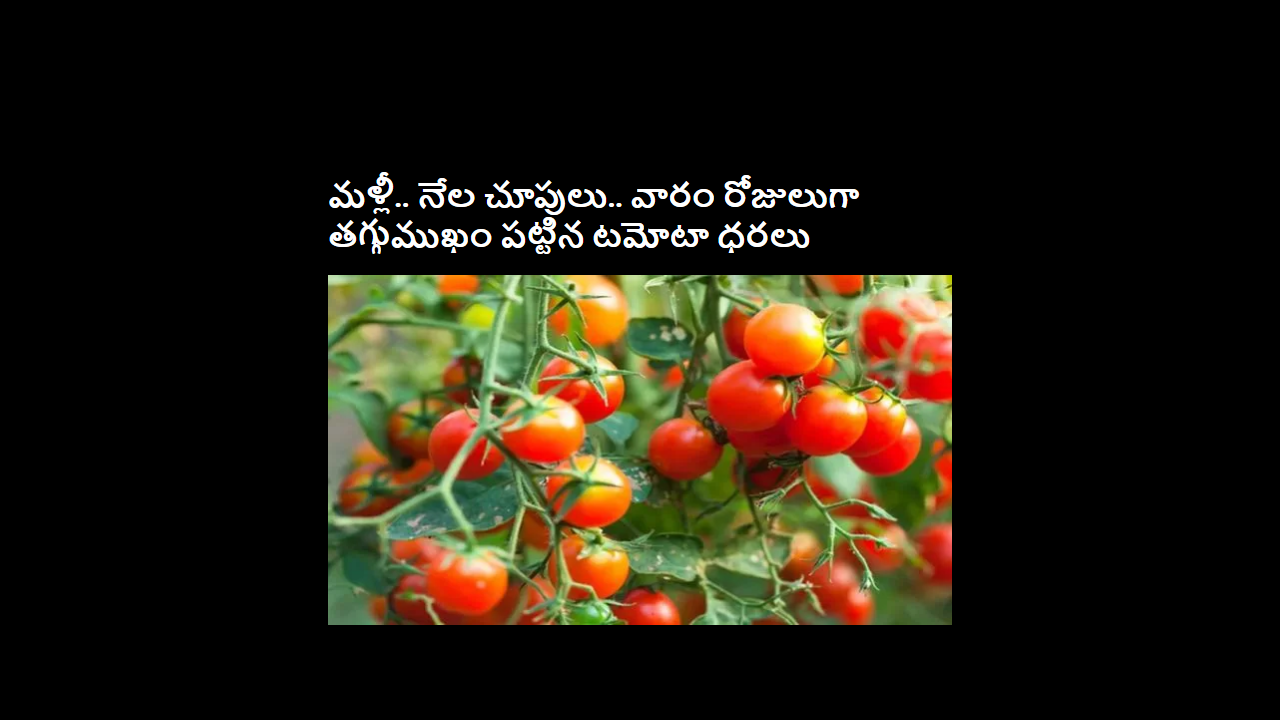 మళ్లీ.. నేల చూపులు.. వారం రోజులుగా
తగ్గుముఖం పట్టిన టమోటా ధరలు